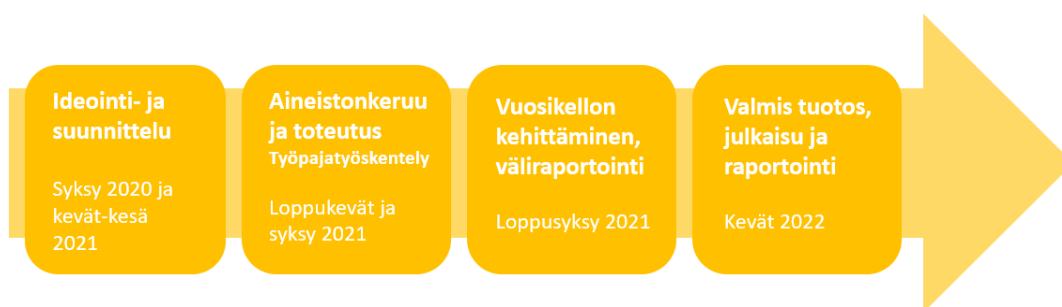 Ideointi- ja
suunnittelu
Syksy 2020 ja
kevät-kesä
2021
Aineistonkeruu
ja toteutus
Työpajatyöskentely
Loppukevät ja
syksy 2021
Vuosikellon
kehittäminen,
väliraportointi
Loppusyksy 2021
Valmis tuotos,
julkaisu ja
raportointi
Kevät 2022